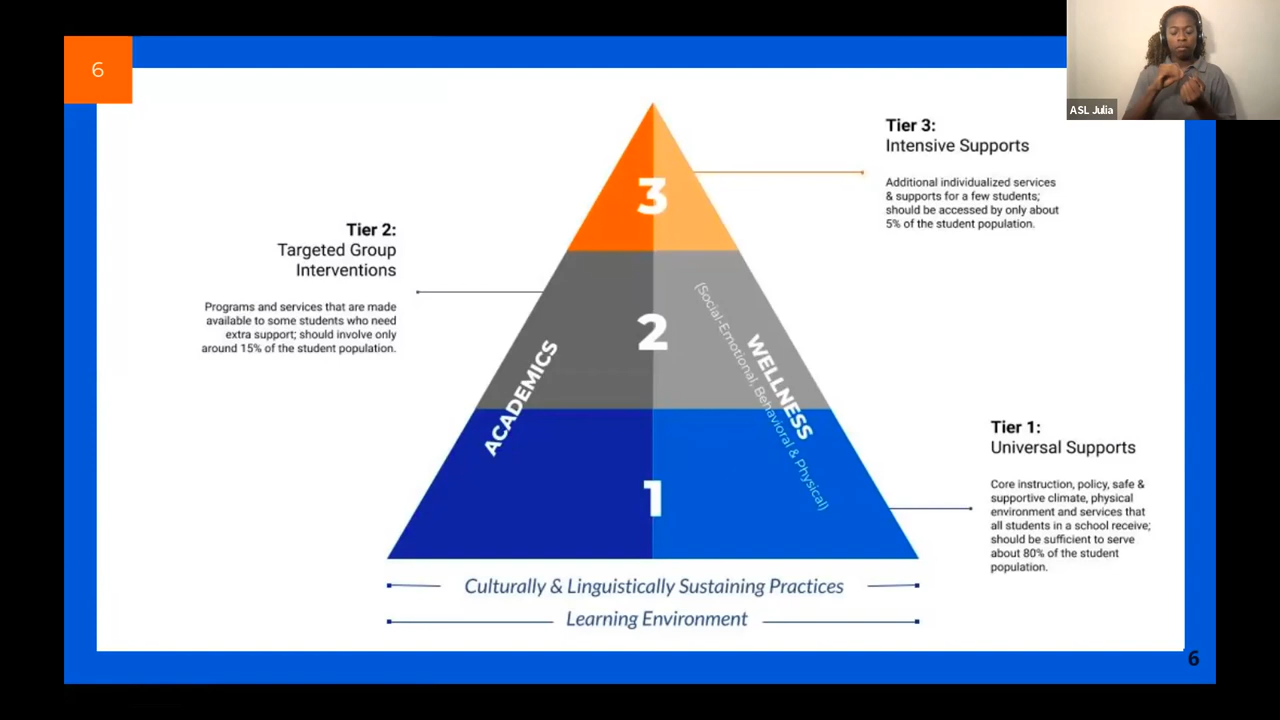 6
ASL Julia
Tier 3:
Intensive Supports
Additional individualized services
& supports for a few students;
should be accessed by only about
5% of the student population.
Tier 2:
Targeted Group
Interventions
Programs and services that are made
available to some students who need
extra support; should involve only
around 15% of the student population.
3
2
1
ACADEMICS
WELLNESS
(Social-Emotional, Behavioral & Physical)
Tier 1:
Universal Supports
Core instruction, policy, safe &
supportive climate, physical
environment and services that
all students in a school receive;
should be sufficient to serve
about 80% of the student
population.
Culturally & Linguistically Sustaining Practices
Learning Environment
6